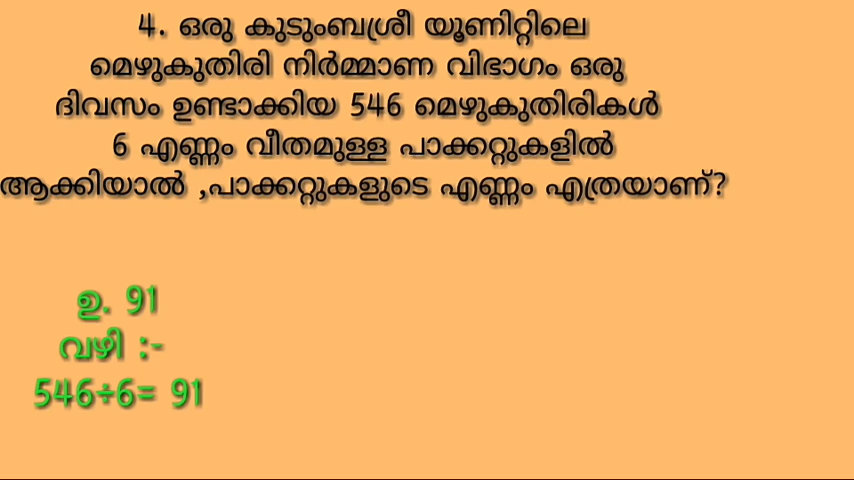 4. ഒരു കുടുംബശ്രീ യൂണിറ്റിലെ
മെഴുകുതിരി നിർമ്മാണ വിഭാഗം ഒരു
ദിവസം ഉണ്ടാക്കിയ 546 മെഴുകുതിരികൾ
6 എണ്ണം വീതമുള്ള പാക്കറ്റുകളിൽ
ആക്കിയാൽ ,പാക്കറ്റുകളുടെ എണ്ണം എത്രയാണ്?
ഉ. 91
വഴി :-
546÷6= 91